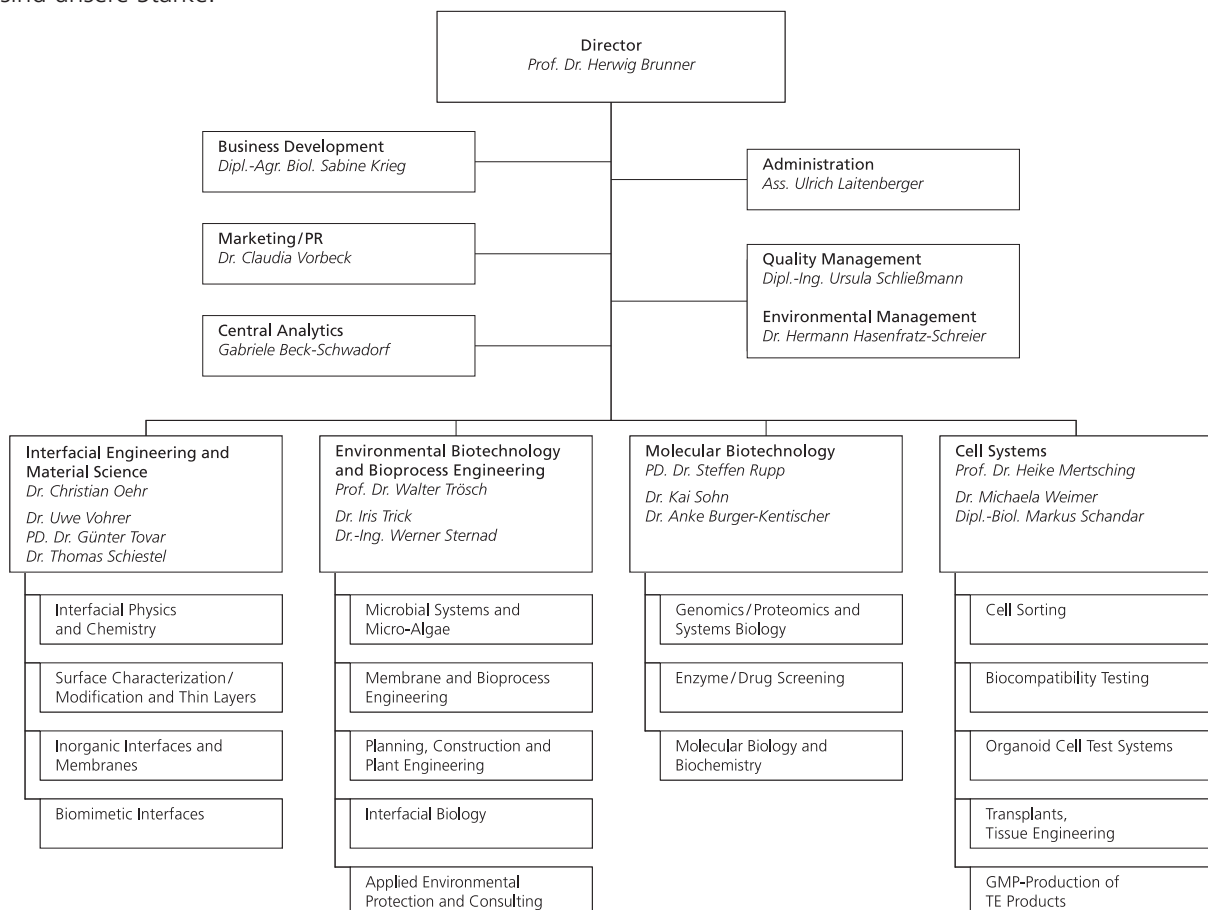 sind unsere Stärke.
Director
Prof. Dr. Herwig Brunner
Business Development
Dipl.-Agr. Biol. Sabine Krieg
Administration
Ass. Ulrich Laitenberger
Marketing/PR
Dr. Claudia Vorbeck
Quality Management
Dipl.-Ing. Ursula Schließmann
Environmental Management
Dr. Hermann Hasenfratz-Schreier
Central Analytics
Gabriele Beck-Schwadorf
Interfacial Engineering and
Material Science
Dr. Christian Oehr
Dr. Uwe Vohrer
PD. Dr. Günter Tovar
Dr. Thomas Schiestel
Interfacial Physics
and Chemistry
Surface Characterization/
Modification and Thin Layers
Inorganic Interfaces and
Membranes
Biomimetic Interfaces
Environmental Biotechnology
and Bioprocess Engineering
Prof. Dr. Walter Trösch
Dr. Iris Trick
Dr.-Ing. Werner Sternad
Microbial Systems and
Micro-Algae
Membrane and Bioprocess
Engineering
Planning, Construction and
Plant Engineering
Interfacial Biology
Applied Environmental
Protection and Consulting
Molecular Biotechnology
PD. Dr. Steffen Rupp
Dr. Kai Sohn
Dr. Anke Burger-Kentischer
Genomics/Proteomics and
Systems Biology
Enzyme/Drug Screening
Molecular Biology and
Biochemistry
Cell Systems
Prof. Dr. Heike Mertsching
Dr. Michaela Weimer
Dipl.-Biol. Markus Schandar
Cell Sorting
Biocompatibility Testing
Organoid Cell Test Systems
Transplants,
Tissue Engineering
GMP-Production of
TE Products